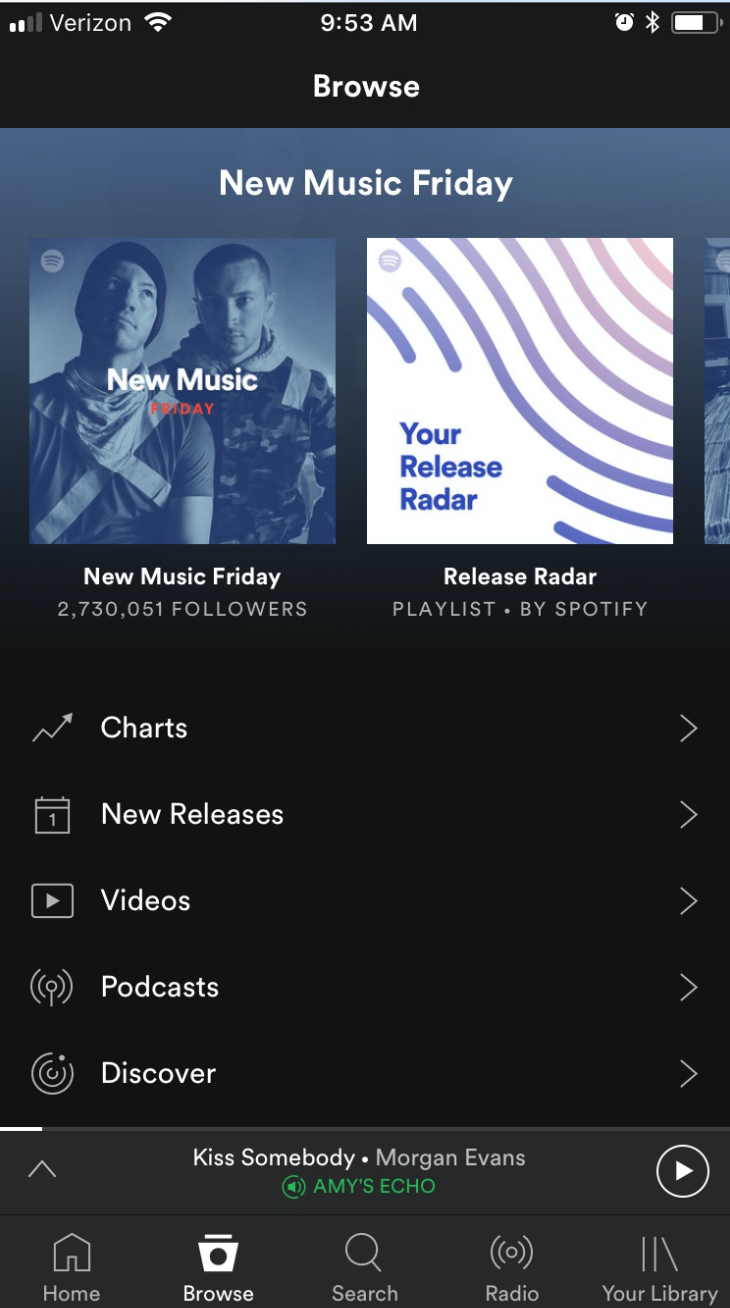 Verizon 9:53 AM
Browse
New Music Friday
New Music
FRIDAY
Your
Release
Radar
New Music Friday
2,730,051 FOLLOWERS
Release Radar
PLAYLIST • BY SPOTIFY
Charts
1
New Releases
Videos
Podcasts
Discover
Kiss Somebody • Morgan Evans
AMY'S ECHO
Home
Browse
Search
Radio
Your Library